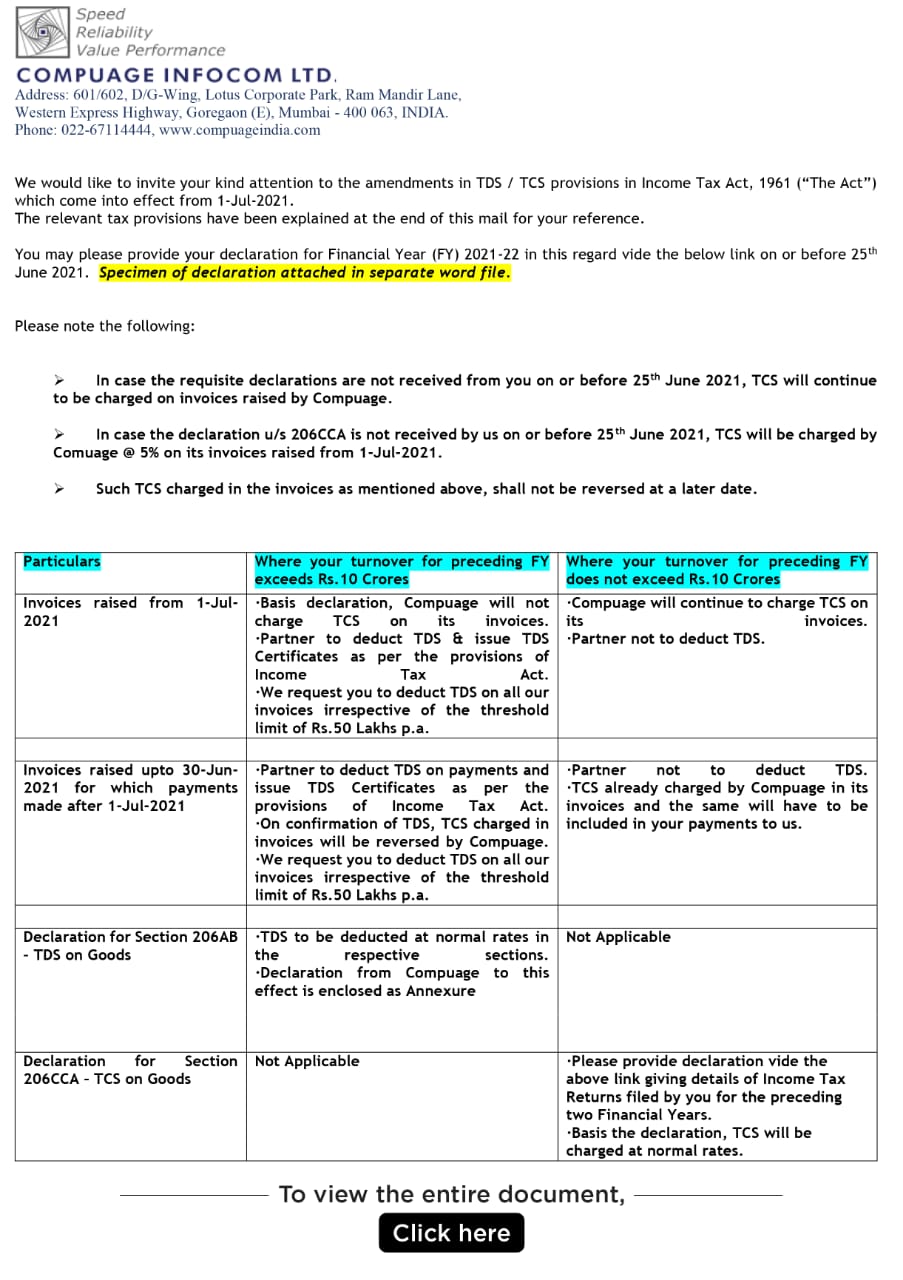 Speed
Reliability
Value Performance
COMPUAGE INFOCOM LTD.
Address: 601/602, D/G-Wing, Lotus Corporate Park, Ram Mandir Lane,
Western Express Highway, Goregaon (E), Mumbai - 400 063, INDIA.
Phone: 022-67114444, www.compuageindia.com
We would like to invite your kind attention to the amendments in TDS / TCS provisions in Income Tax Act, 1961 (“The Act”)
which come into effect from 1-Jul-2021.
The relevant tax provisions have been explained at the end of this mail for your reference.
You may please provide your declaration for Financial Year (FY) 2021-22 in this regard vide the below link on or before 25th
June 2021. Specimen of declaration attached in separate word file.
Please note the following:
➢ In case the requisite declarations are not received from you on or before 25th June 2021, TCS will continue
to be charged on invoices raised by Compuage.
➢ In case the declaration u/s 206CCA is not received by us on or before 25th June 2021, TCS will be charged by
Comuage @ 5% on its invoices raised from 1-Jul-2021.
➢ Such TCS charged in the invoices as mentioned above, shall not be reversed at a later date.
Particulars
Where your turnover for preceding FY
exceeds Rs.10 Crores
Where your turnover for preceding FY
does not exceed Rs.10 Crores
Invoices raised from 1-Jul-
2021
·Basis declaration, Compuage will not
charge TCS on its invoices.
·Partner to deduct TDS & issue TDS
Certificates as per the provisions of
Income Tax Act.
·We request you to deduct TDS on all our
invoices irrespective of the threshold
limit of Rs.50 Lakhs p.a.
·Compuage will continue to charge TCS on
its invoices.
·Partner not to deduct TDS.
Invoices raised upto 30-Jun-
2021 for which payments
made after 1-Jul-2021
·Partner to deduct TDS on payments and
issue TDS Certificates as per the
provisions of Income Tax Act.
·On confirmation of TDS, TCS charged in
invoices will be reversed by Compuage.
·We request you to deduct TDS on all our
invoices irrespective of the threshold
limit of Rs.50 Lakhs p.a.
·Partner not to deduct TDS.
·TCS already charged by Compuage in its
invoices and the same will have to be
included in your payments to us.
Declaration for Section 206AB
- TDS on Goods
·TDS to be deducted at normal rates in
the respective sections.
·Declaration from Compuage to this
effect is enclosed as Annexure
Not Applicable
Declaration for Section
206CCA – TCS on Goods
Not Applicable
·Please provide declaration vide the
above link giving details of Income Tax
Returns filed by you for the preceding
two Financial Years.
·Basis the declaration, TCS will be
charged at normal rates.
To view the entire document,
Click here